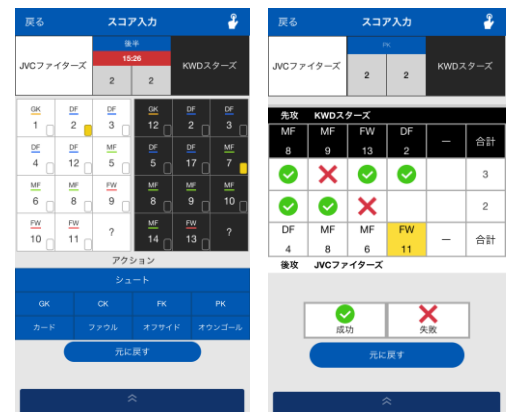 戻る スコア入力
後半
JVCファイターズ 15:26 KWDスターズ
2 2
GK DF DF GK DF DF
1 2 3 12 2 3
DF DF MF DF DF MF
4 12 5 5 17 7
MF MF FW MF MF MF
6 8 9 8 9 10
FW FW ? MF FW ?
10 11 14 13
アクション
シュート
GK CK FK PK
カード ファウル オフサイド オウンゴール
元に戻す
戻る スコア入力
PK
JVCファイターズ 2 2 KWDスターズ
先攻 KWDスターズ
MF MF FW DF — 合計
8 9 13 2
3
2
DF MF MF FW — 合計
4 8 6 11
後攻 JVCファイターズ
成功 失敗
元に戻す